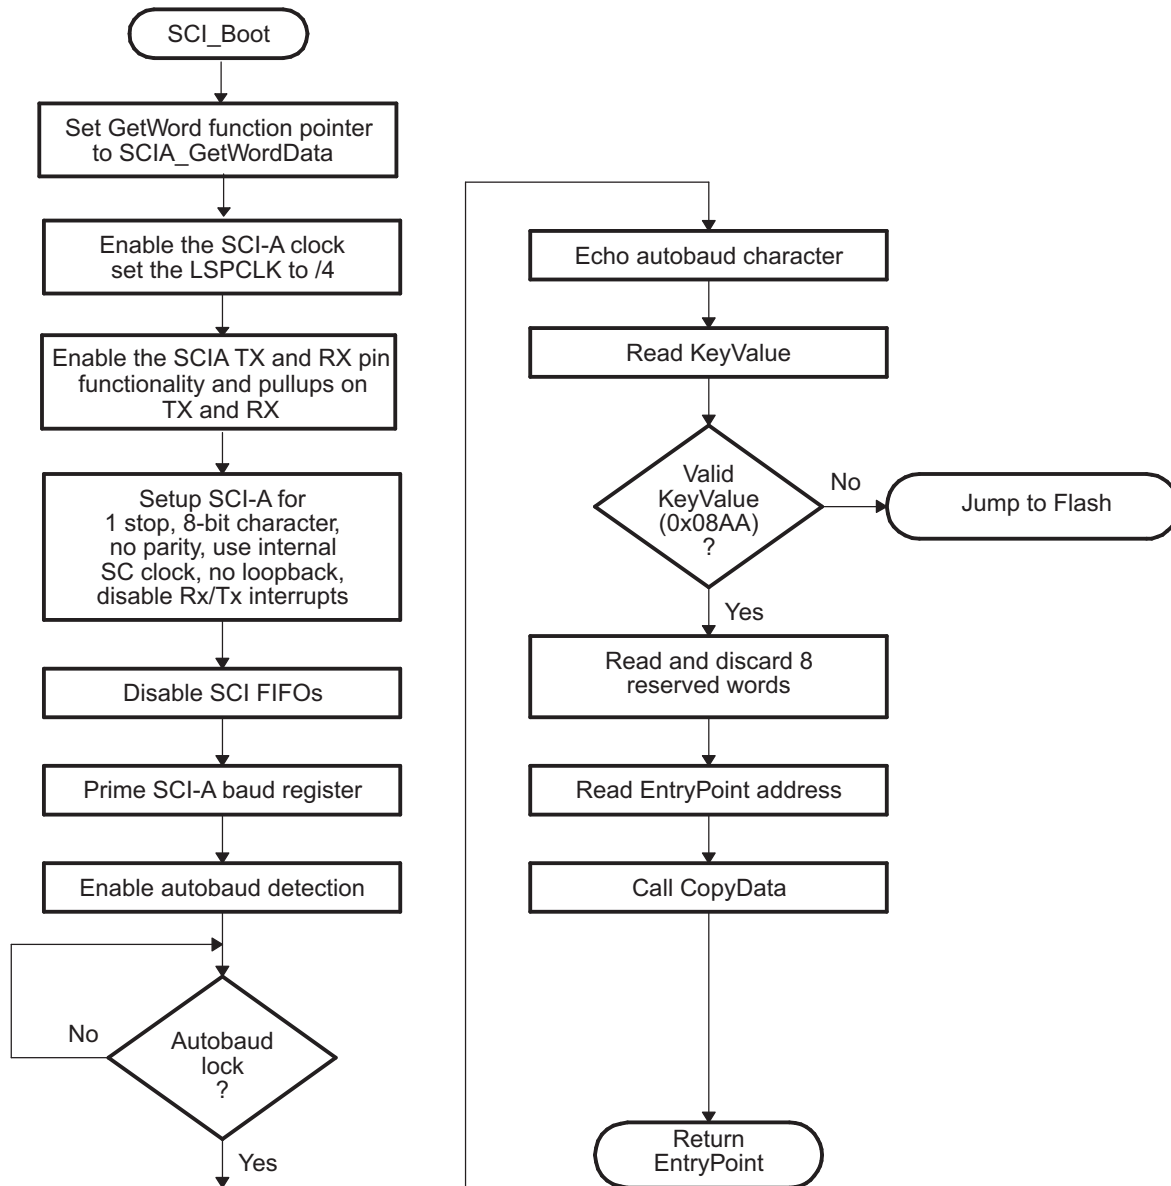 SCI_Boot
Set GetWord function pointer
to SCIA_GetWordData
Enable the SCI-A clock
set the LSPCLK to /4
Enable the SCIA TX and RX pin
functionality and pullups on
TX and RX
Setup SCI-A for
1 stop, 8-bit character,
no parity, use internal
SC clock, no loopback,
disable Rx/Tx interrupts
Disable SCI FIFOs
Prime SCI-A baud register
Enable autobaud detection
No
Autobaud
lock
?
Yes
Echo autobaud character
Read KeyValue
Valid
KeyValue
(0x08AA)
?
No
Jump to Flash
Yes
Read and discard 8
reserved words
Read EntryPoint address
Call CopyData
Return
EntryPoint